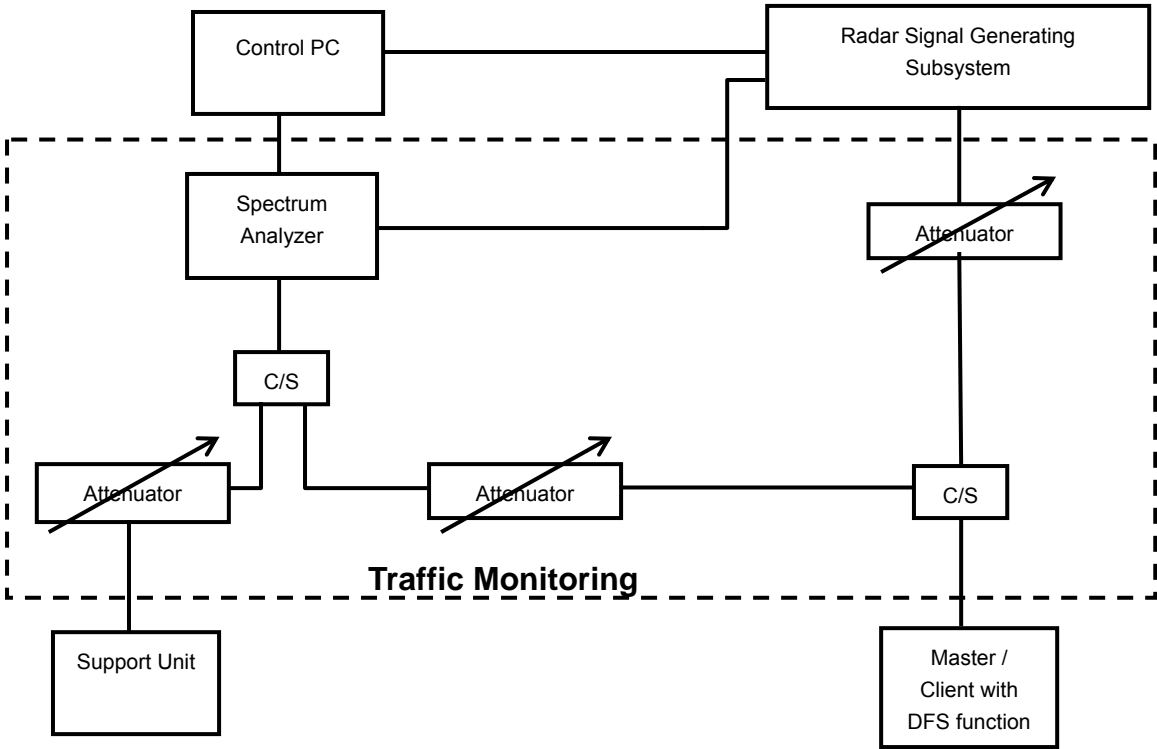 Control PC
Radar Signal Generating
Subsystem
Spectrum
Analyzer
Attenuator
C/S
Attenuator
Attenuator
C/S
Traffic Monitoring
Support Unit
Master /
Client with
DFS function